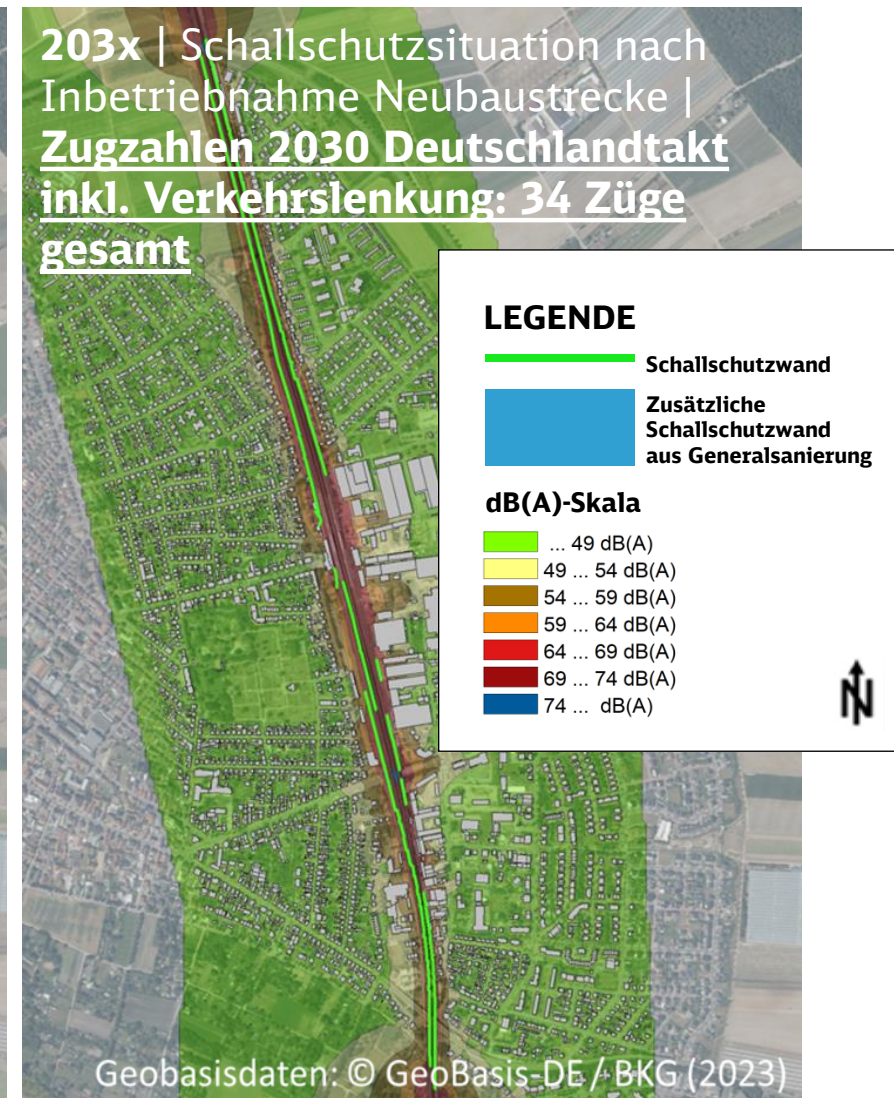 203x | Schallschutzsituation nach
Inbetriebnahme Neubaustrecke |
Zugzahlen 2030 Deutschlandtakt
inkl. Verkehrslenkung: 34 Züge
gesamt
LEGENDE
Schallschutzwand
Zusätzliche
Schallschutzwand
aus Generalsanierung
dB(A)-Skala
... 49 dB(A)
49 ... 54 dB(A)
54 ... 59 dB(A)
59 ... 64 dB(A)
64 ... 69 dB(A)
69 ... 74 dB(A)
74 ... dB(A)
N
Geobasisdaten: © GeoBasis-DE / BKG (2023)